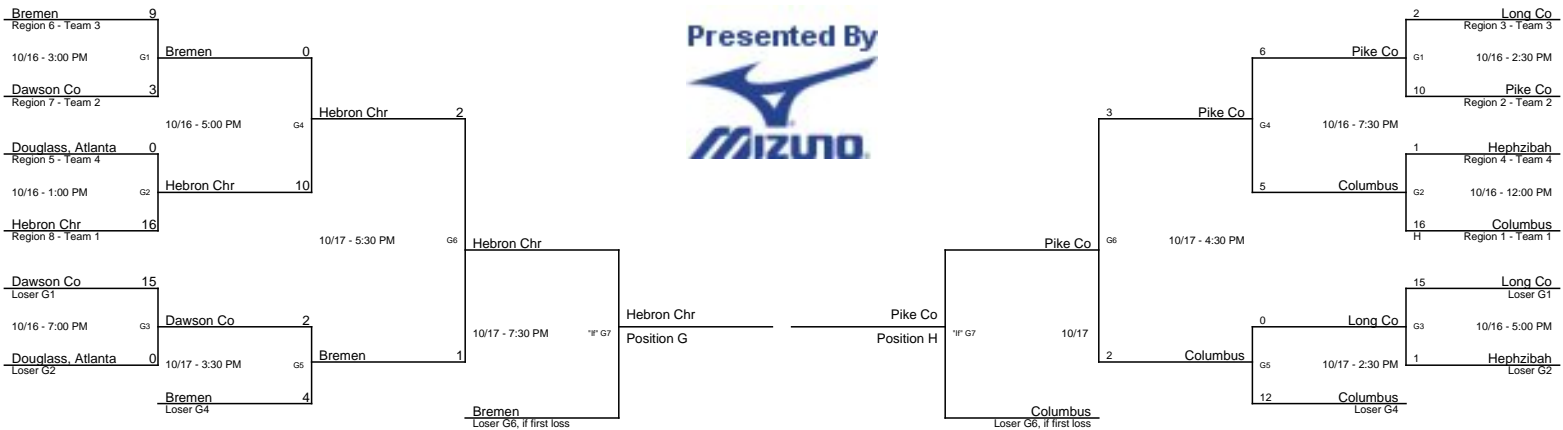 Bremen 9
Region 6 - Team 3
10/16 - 3:00 PM G1
Bremen 0
Dawson Co 3
Region 7 - Team 2
10/16 - 5:00 PM G4
Hebron Chr 2
Douglass, Atlanta 0
Region 5 - Team 4
10/16 - 1:00 PM G2
Hebron Chr 10
Hebron Chr 16
Region 8 - Team 1
10/17 - 5:30 PM G6
Hebron Chr
Dawson Co 15
Loser G1
10/16 - 7:00 PM G3
Dawson Co 2
Douglass, Atlanta 0
Loser G2
10/17 - 3:30 PM G5
Bremen 1
Bremen 4
Loser G4
10/17 - 7:30 PM "If" G7
Hebron Chr
Position G
Bremen
Loser G6, if first loss
Presented By
MIZUNO
2 Long Co
Region 3 - Team 3
G1 10/16 - 2:30 PM
6 Pike Co
10 Pike Co
Region 2 - Team 2
3 Pike Co
G4 10/16 - 7:30 PM
1 Hephzibah
Region 4 - Team 4
G2 10/16 - 12:00 PM
5 Columbus
16 Columbus
H Region 1 - Team 1
Pike Co
G6 10/17 - 4:30 PM
15 Long Co
Loser G1
G3 10/16 - 5:00 PM
0 Long Co
1 Hephzibah
Loser G2
2 Columbus
G5 10/17 - 2:30 PM
12 Columbus
Loser G4
Pike Co
Position H
"If" G7 10/17
Columbus
Loser G6, if first loss